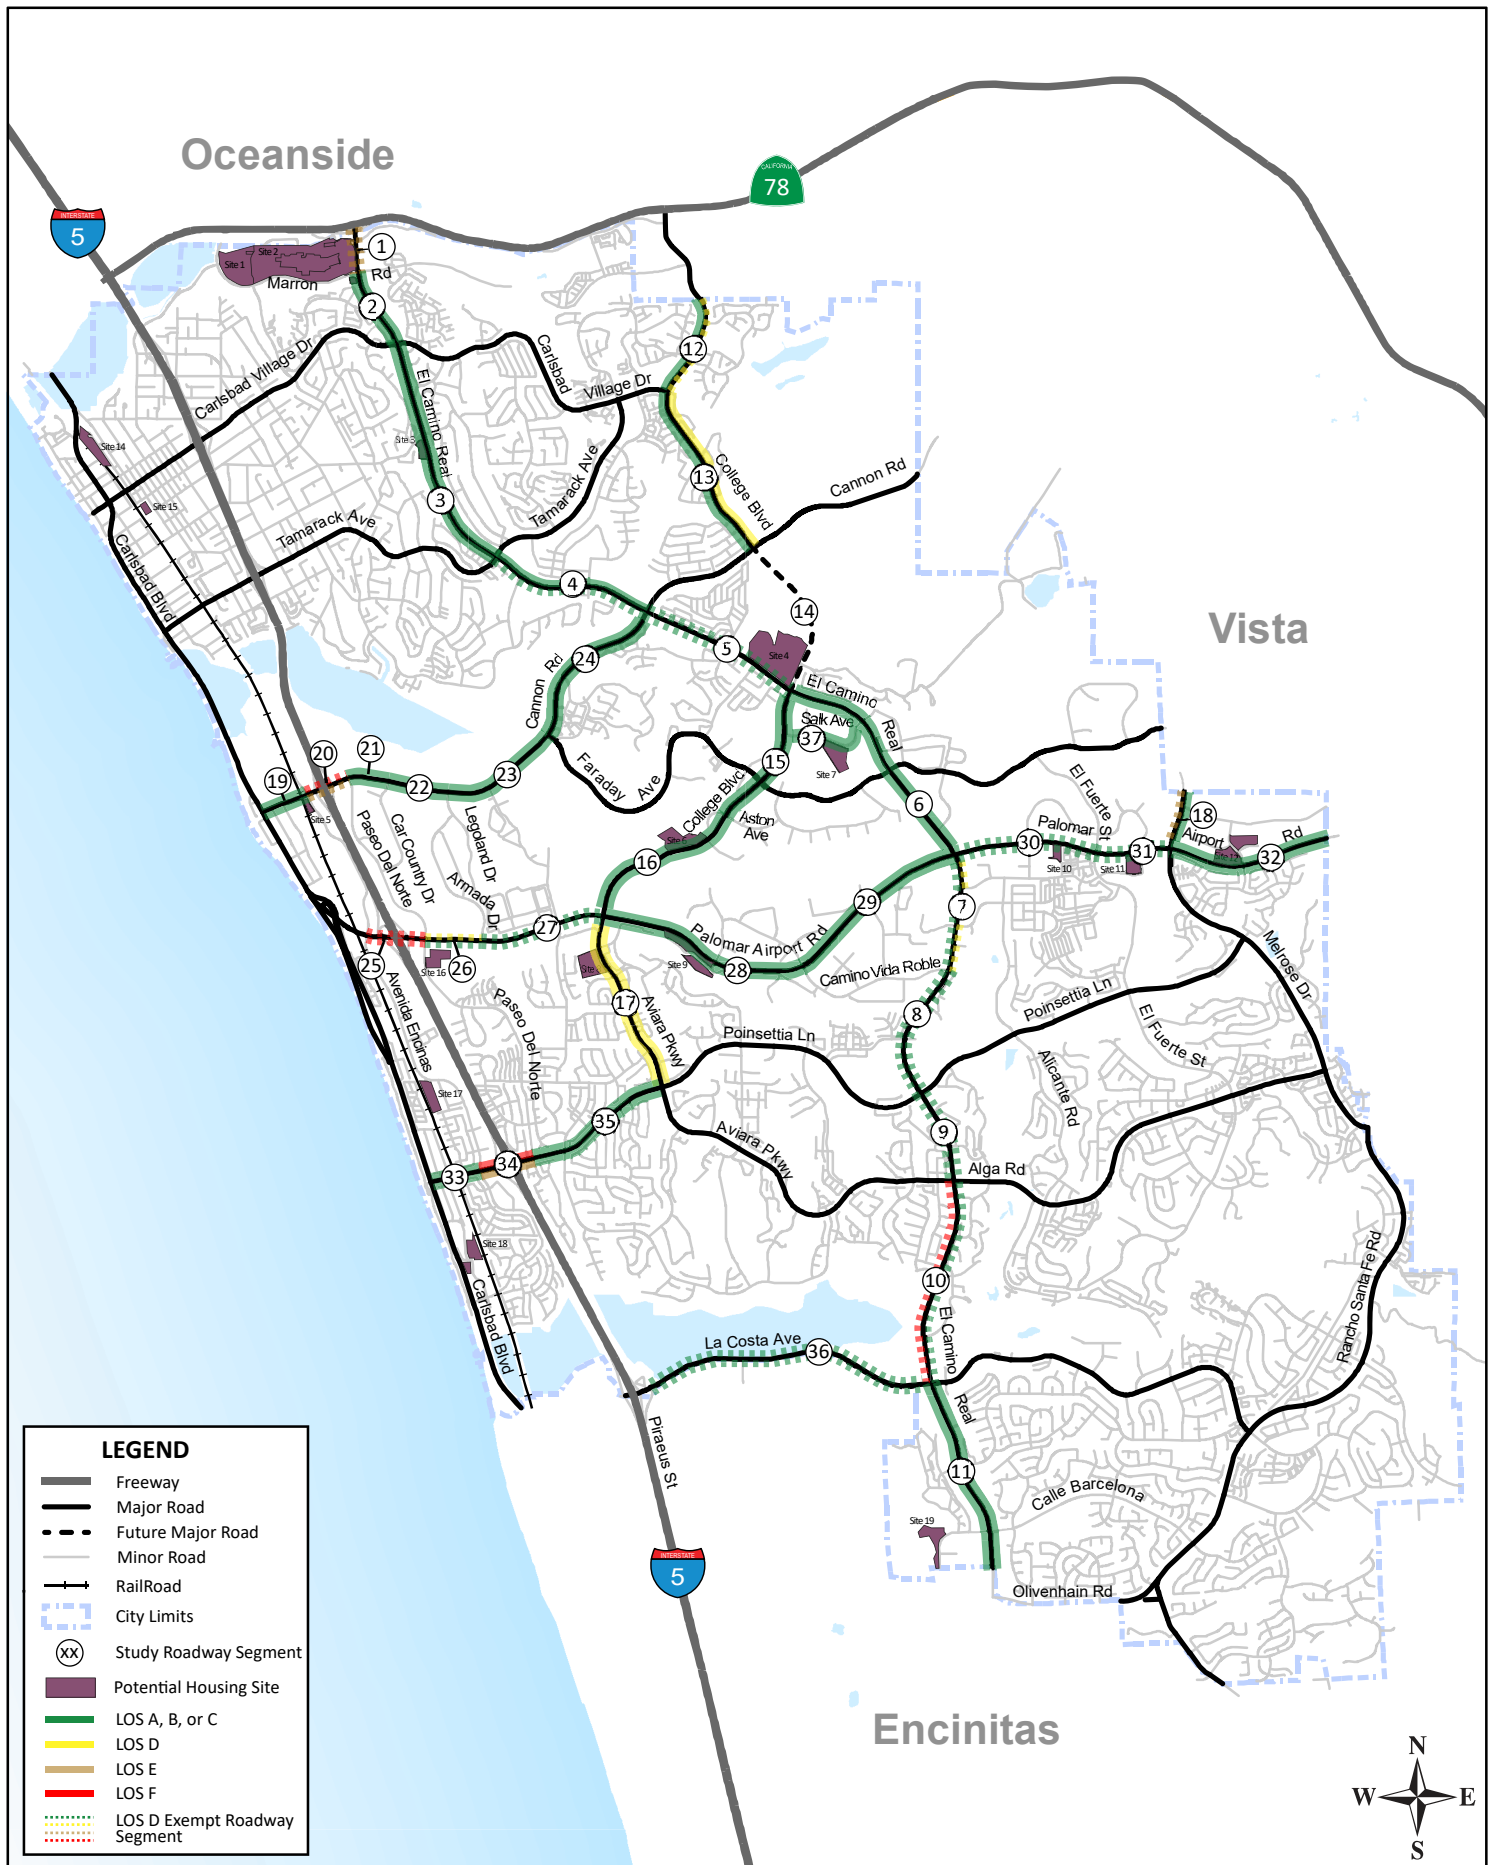 Oceanside
CALIFORNIA
78
INTERSTATE
5
1
Site 2
Site 1
Rd
Marron
2
12
Carlsbad Village Dr
Carlsbad
Village Dr
El Camino Real
Site 3
Site 14
13
College Blvd
Cannon Rd
3
Site 15
Tamarack Ave
Tamarack Ave
Carlsbad Blvd
4
14
Vista
5
Site 4
24
Cannon
Rd
El Camino
Real
Salk Ave
37
15
Site 7
20
21
19
22
23
Faraday
Ave
College Blvd
Aston
Ave
6
El Fuerte St
18
Site 5
Paseo Del Norte
Car Country Dr
Legoland Dr
Armada Dr
Site 6
16
30
Palomar
31
Airport
Rd
32
Site 10
Site 11
Site 12
29
7
27
Palomar Airport Rd
25
26
Site 16
Site 9
28
Camino Vida Roble
Melrose Dr
Avenida Encinas
Paseo Del Norte
17
Aviara Pkwy
Poinsettia Ln
8
Poinsettia Ln
El Fuerte St
Alicante Rd
Site 17
35
9
Aviara Pkwy
Alga Rd
33
34
Site 18
10
Rancho Santa Fe Rd
Carlsbad Blvd
El Camino
Real
La Costa Ave
36
Piraeus St
11
Calle Barcelona
Site 19
Olivenhain Rd
INTERSTATE
5
Encinitas
LEGEND
Freeway
Major Road
Future Major Road
Minor Road
RailRoad
City Limits
XX
Study Roadway Segment
Potential Housing Site
LOS A, B, or C
LOS D
LOS E
LOS F
LOS D Exempt Roadway
Segment
N
W E
S